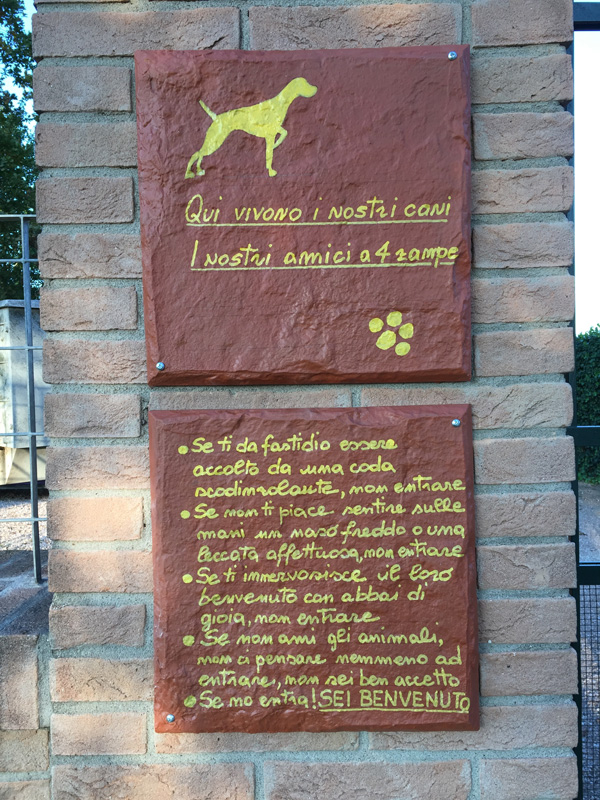 Qui vivono i nostri cani
I nostri amici a 4 zampe
• Se ti da fastidio essere
accolto da una coda
scodinzolante, non entrare
• Se non ti piace sentire sulle
mani un naso freddo o una
leccata affettuosa, non entrare
• Se ti innervosisce il loro
benvenuto con abbai di
gioia, non entrare
• Se non ami gli animali,
non ci pensare nemmeno ad
entrare, non sei ben accetto
• Se no entra! SEI BENVENUTO